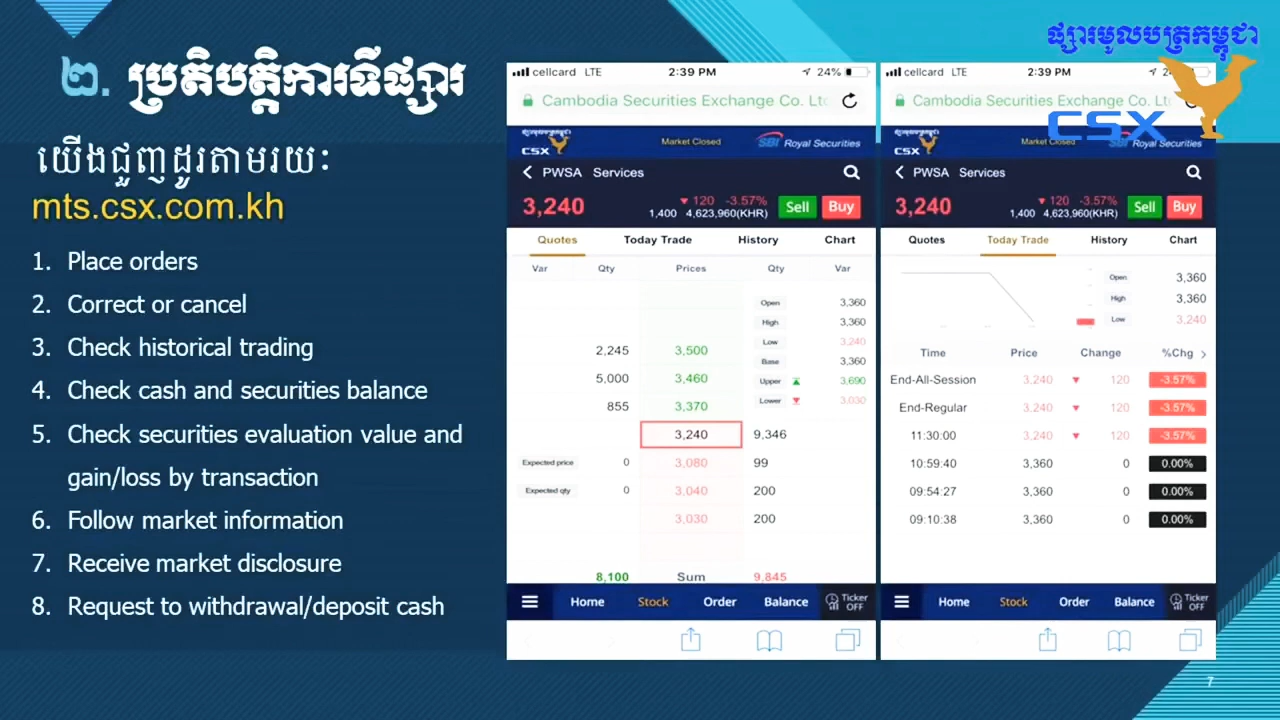 ២. ប្រតិបត្តិការទីផ្សារ
យើងជួញដូរតាមរយៈ
mts.csx.com.kh
1. Place orders
2. Correct or cancel
3. Check historical trading
4. Check cash and securities balance
5. Check securities evaluation value and
gain/loss by transaction
6. Follow market information
7. Receive market disclosure
8. Request to withdrawal/deposit cash
cellcard LTE 2:39 PM 24%
Cambodia Securities Exchange Co. Ltd
CSX Market Closed SBI Royal Securities
PWSA Services
3,240 120 -3.57% Sell Buy
1,400 4,623,960(KHR)
Quotes Today Trade History Chart
Var Qty Prices Qty Var
Open 3,360
High 3,360
Low 3,240
Base 3,360
Upper 3,690
Lower 3,030
2,245 3,500
5,000 3,460
855 3,370
3,240 9,346
Expected price 0 3,080 99
Expected qty 0 3,040 200
3,030 200
8,100 Sum 9,845
Home Stock Order Balance Ticker OFF
ផ្សារមូលបត្រកម្ពុជា
CSX
cellcard LTE 2:39 PM
Cambodia Securities Exchange Co. Lt
CSX Market Closed SBI Royal Securities
PWSA Services
3,240 120 -3.57% Sell Buy
1,400 4,623,960(KHR)
Quotes Today Trade History Chart
Open 3,360
High 3,360
Low 3,240
Time Price Change %Chg
End-All-Session 3,240 120 -3.57%
End-Regular 3,240 120 -3.57%
11:30:00 3,240 120 -3.57%
10:59:40 3,360 0 0.00%
09:54:27 3,360 0 0.00%
09:10:38 3,360 0 0.00%
Home Stock Order Balance Ticker OFF
7